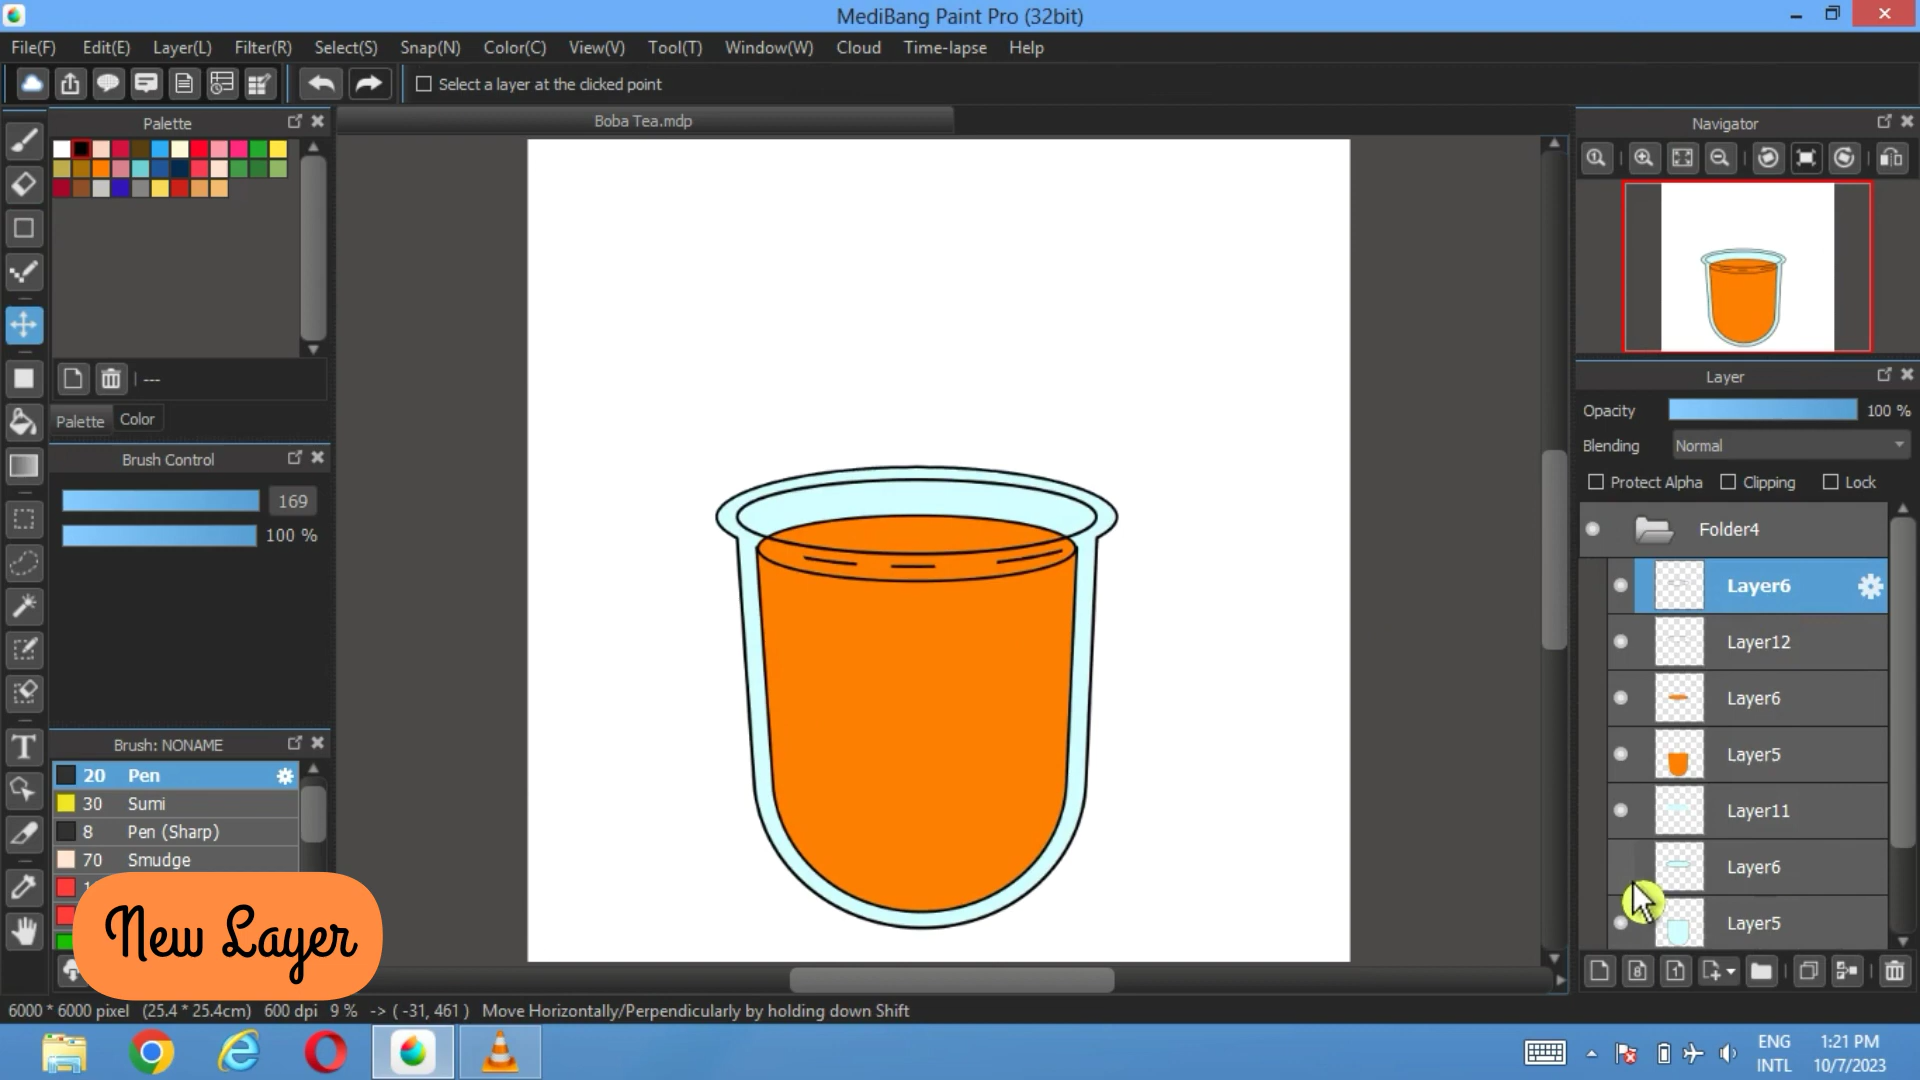 MediBang Paint Pro (32bit)
File(F) Edit(E) Layer(L) Filter(R) Select(S) Snap(N) Color(C) View(V) Tool(T) Window(W) Cloud Time-lapse Help
Select a layer at the clicked point
Palette
Boba Tea.mdp
Navigator
---
Palette Color
Brush Control
169
100 %
Layer
Opacity 100 %
Blending Normal
Protect Alpha Clipping Lock
Folder4
Layer6
Layer12
Layer6
Layer5
Layer11
Layer6
Layer5
Brush: NONAME
20 Pen
30 Sumi
8 Pen (Sharp)
70 Smudge
New Layer
6000 * 6000 pixel (25.4 * 25.4cm) 600 dpi 9 % -> ( -31, 461 ) Move Horizontally/Perpendicularly by holding down Shift
ENG
INTL
1:21 PM
10/7/2023